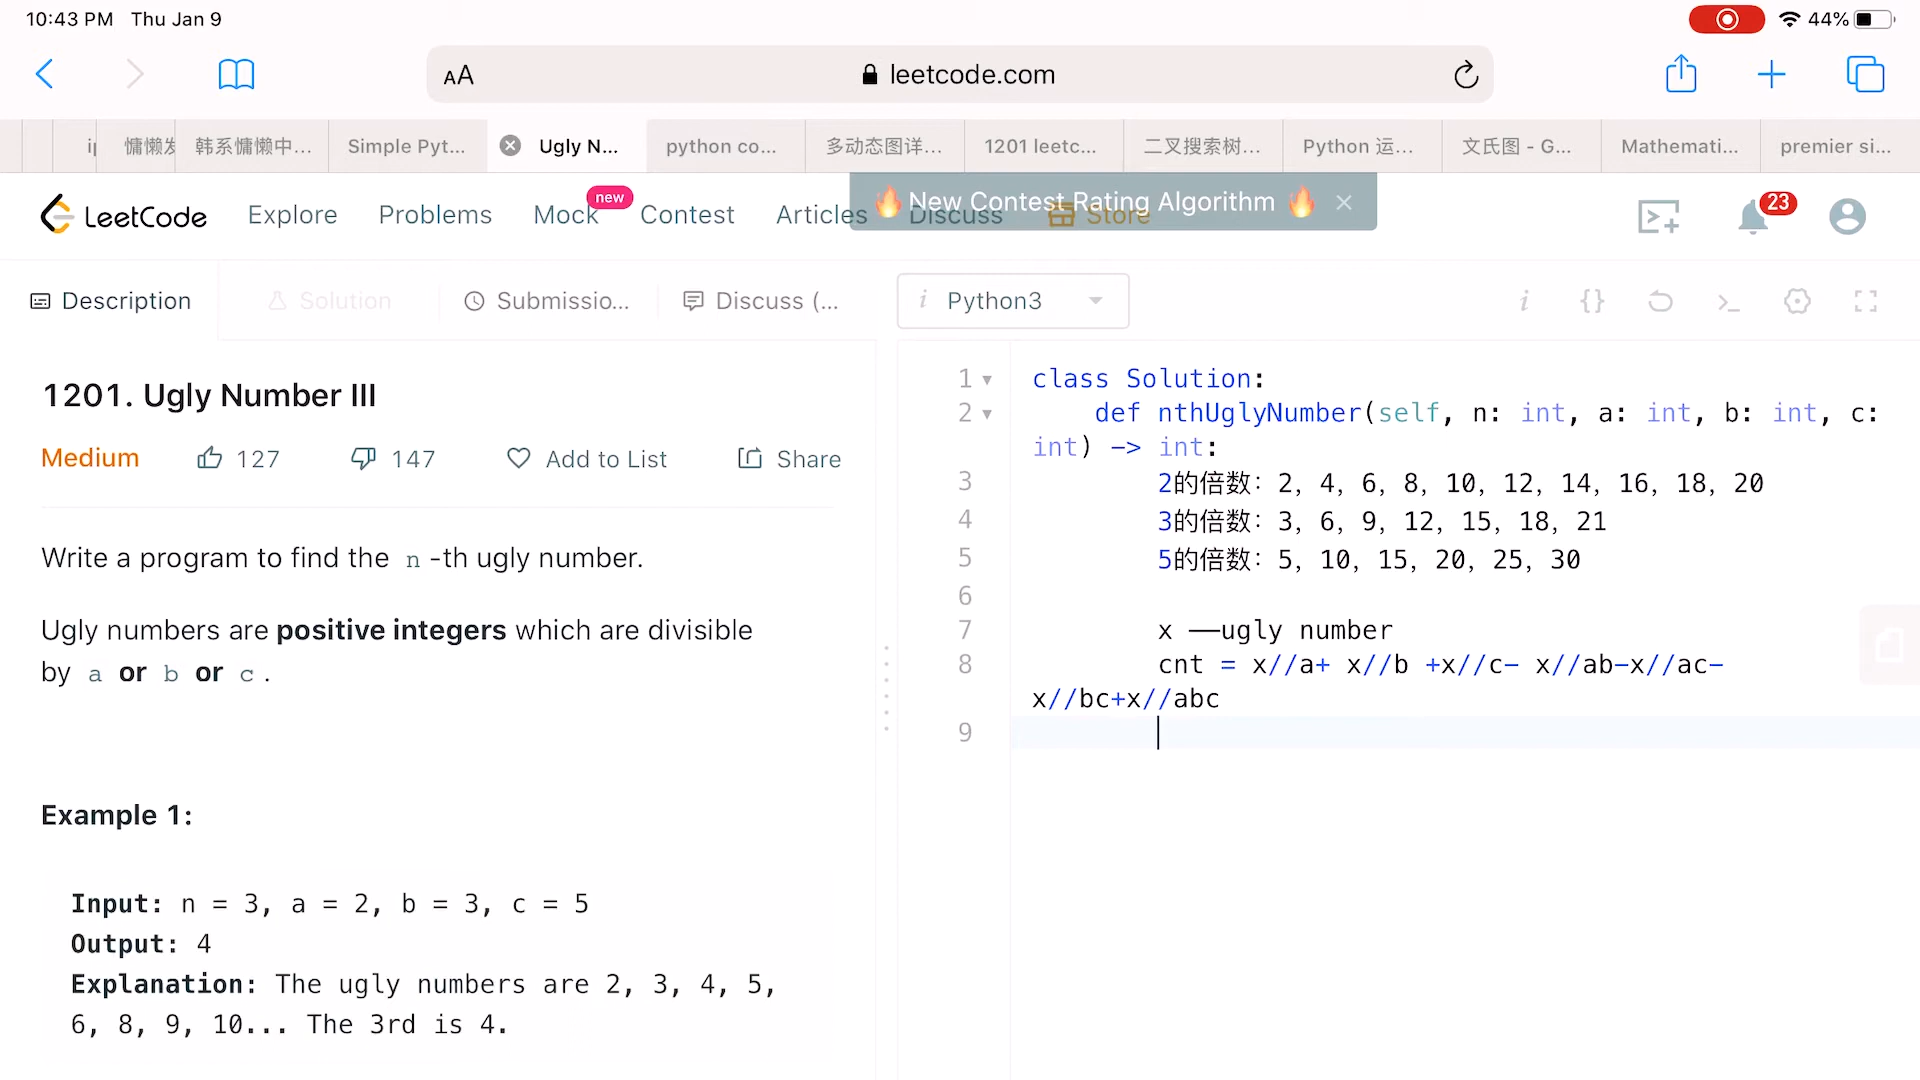 10:43 PM Thu Jan 9
44%
AA leetcode.com
慵懒发 韩系慵懒中... Simple Pyt... Ugly N... python co... 多动态图详... 1201 leetc... 二叉搜索树... Python 运... 文氏图 - G... Mathemati... premier si...
🔥 New Contest Rating Algorithm 🔥
LeetCode Explore Problems Mock new Contest Articles Discuss Store 23
Description Solution Submissio... Discuss (...
i Python3
1201. Ugly Number III
Medium 127 147 Add to List Share
Write a program to find the n -th ugly number.
Ugly numbers are positive integers which are divisible
by a or b or c .
Example 1:
Input: n = 3, a = 2, b = 3, c = 5
Output: 4
Explanation: The ugly numbers are 2, 3, 4, 5,
6, 8, 9, 10... The 3rd is 4.
1 class Solution:
2 def nthUglyNumber(self, n: int, a: int, b: int, c:
int) -> int:
3 2的倍数：2，4，6，8，10，12，14，16，18，20
4 3的倍数：3，6，9，12，15，18，21
5 5的倍数：5，10，15，20，25，30
6
7 x ——ugly number
8 cnt = x//a+ x//b +x//c- x//ab-x//ac-
x//bc+x//abc
9